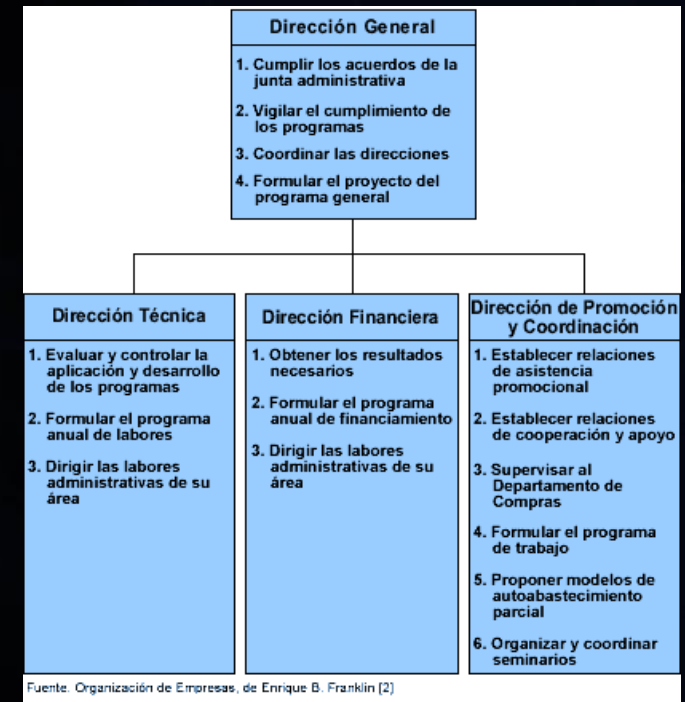 Dirección General
1. Cumplir los acuerdos de la
junta administrativa
2. Vigilar el cumplimiento de
los programas
3. Coordinar las direcciones
4. Formular el proyecto del
programa general
Dirección Técnica
1. Evaluar y controlar la
aplicación y desarrollo
de los programas
2. Formular el programa
anual de labores
3. Dirigir las labores
administrativas de su
área
Dirección Financiera
1. Obtener los resultados
necesarios
2. Formular el programa
anual de financiamiento
3. Dirigir las labores
administrativas de su
área
Dirección de Promoción
y Coordinación
1. Establecer relaciones
de asistencia
promocional
2. Establecer relaciones
de cooperación y apoyo
3. Supervisar al
Departamento de
Compras
4. Formular el programa
de trabajo
5. Proponer modelos de
autoabastecimiento
parcial
6. Organizar y coordinar
seminarios
Fuente. Organización de Empresas, de Enrique B. Franklin [2]